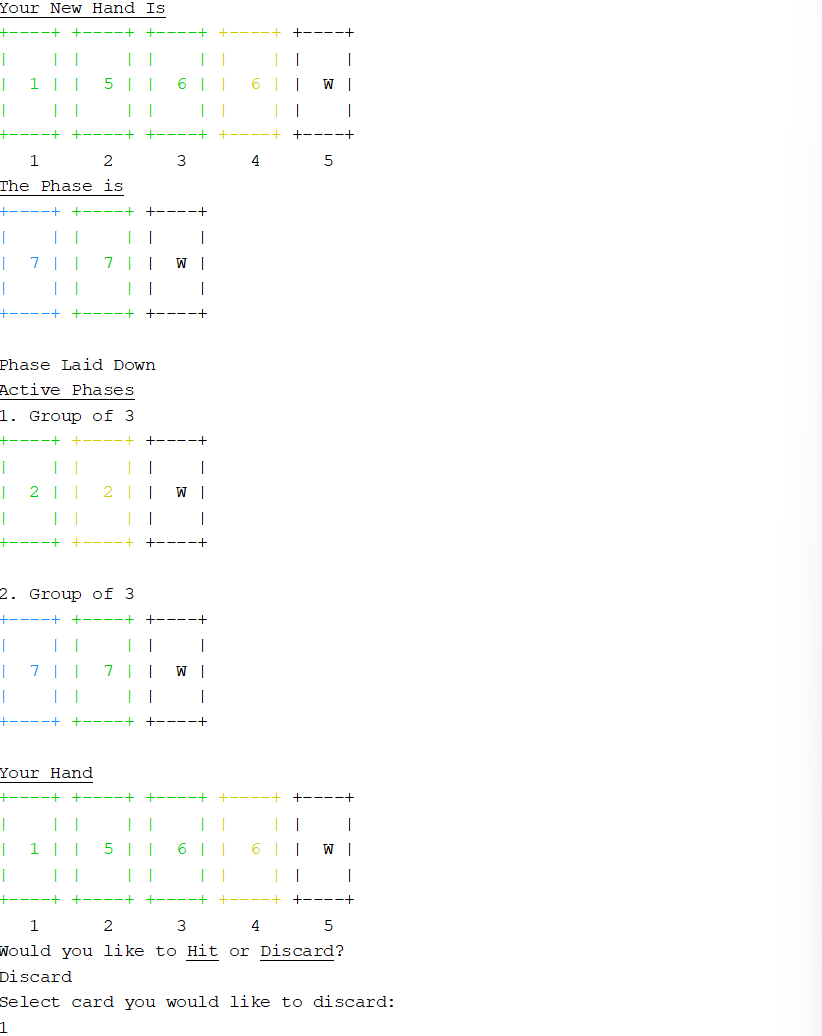 Your New Hand Is
+----+ +----+ +----+ +----+ +----+
|    | |    | |    | |    | |    |
|  1 | |  5 | |  6 | |  6 | |  W |
|    | |    | |    | |    | |    |
+----+ +----+ +----+ +----+ +----+
1 2 3 4 5
The Phase is
+----+ +----+ +----+
|    | |    | |    |
|  7 | |  7 | |  W |
|    | |    | |    |
+----+ +----+ +----+
Phase Laid Down
Active Phases
1. Group of 3
+----+ +----+ +----+
|    | |    | |    |
|  2 | |  2 | |  W |
|    | |    | |    |
+----+ +----+ +----+
2. Group of 3
+----+ +----+ +----+
|    | |    | |    |
|  7 | |  7 | |  W |
|    | |    | |    |
+----+ +----+ +----+
Your Hand
+----+ +----+ +----+ +----+ +----+
|    | |    | |    | |    | |    |
|  1 | |  5 | |  6 | |  6 | |  W |
|    | |    | |    | |    | |    |
+----+ +----+ +----+ +----+ +----+
1 2 3 4 5
Would you like to Hit or Discard?
Discard
Select card you would like to discard:
1